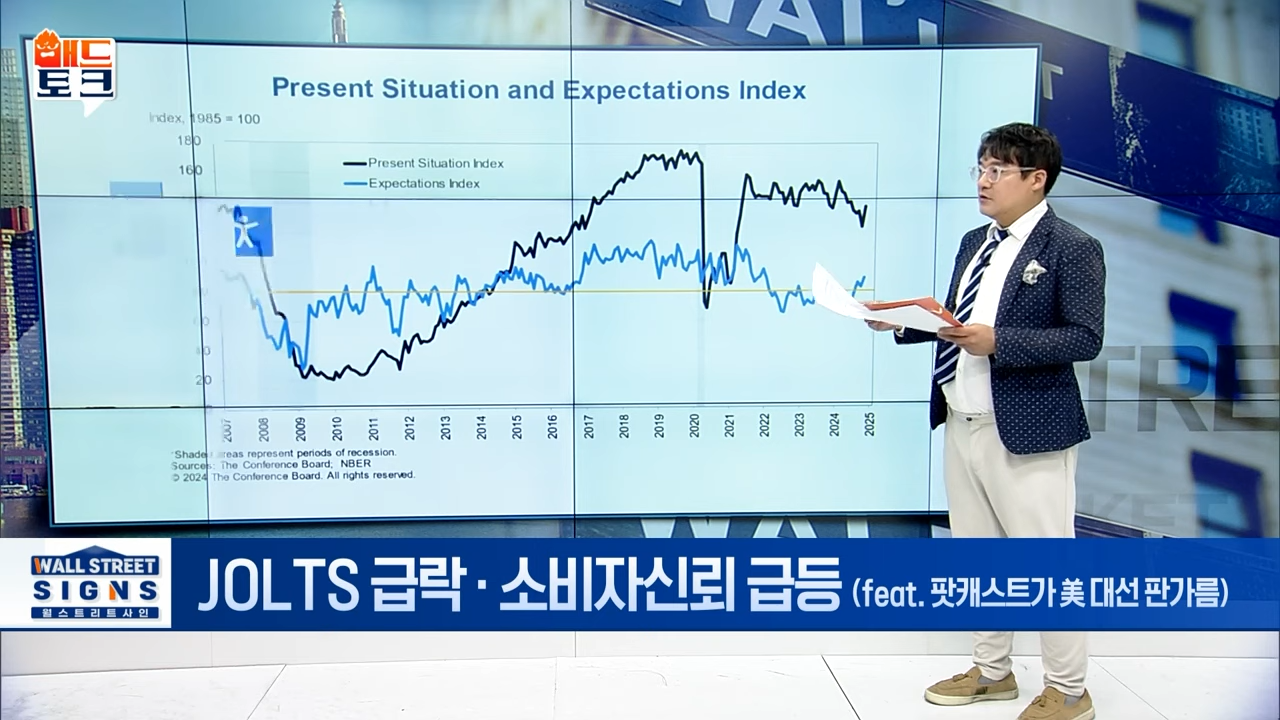 매드
토크
WALL
T
Present Situation and Expectations Index
Index, 1985 = 100
180
160
Present Situation Index
Expectations Index
20
2007
2008
2009
2010
2011
2012
2013
2014
2015
2016
2017
2018
2019
2020
2021
2022
2023
2024
2025
areas represent periods of recession.
Sources: The Conference Board; NBER
© 2024 The Conference Board. All rights reserved.
TRE
KET
WALL
WALL STREET
SIGNS
월스트리트사인
JOLTS 급락 · 소비자신뢰 급등 (feat. 팟캐스트가 美 대선 판가름)